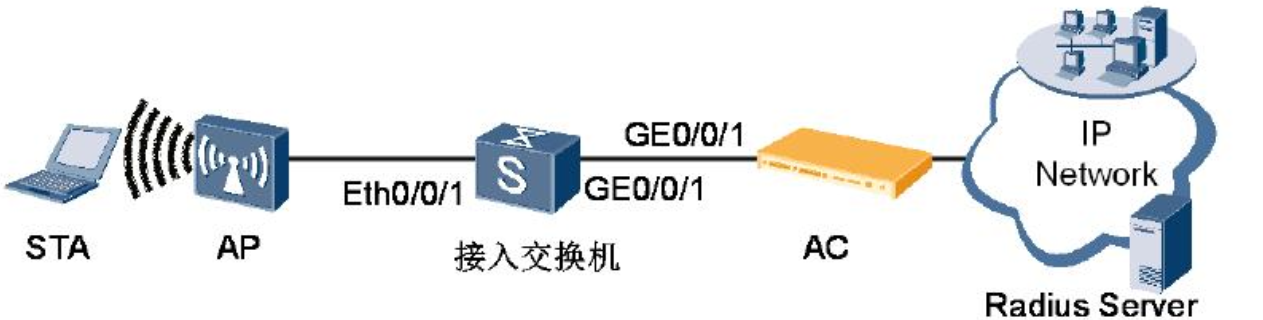 GE0/0/1
IP
Network
Eth0/0/1
S
GE0/0/1
STA
AP
接入交换机
AC
Radius Server